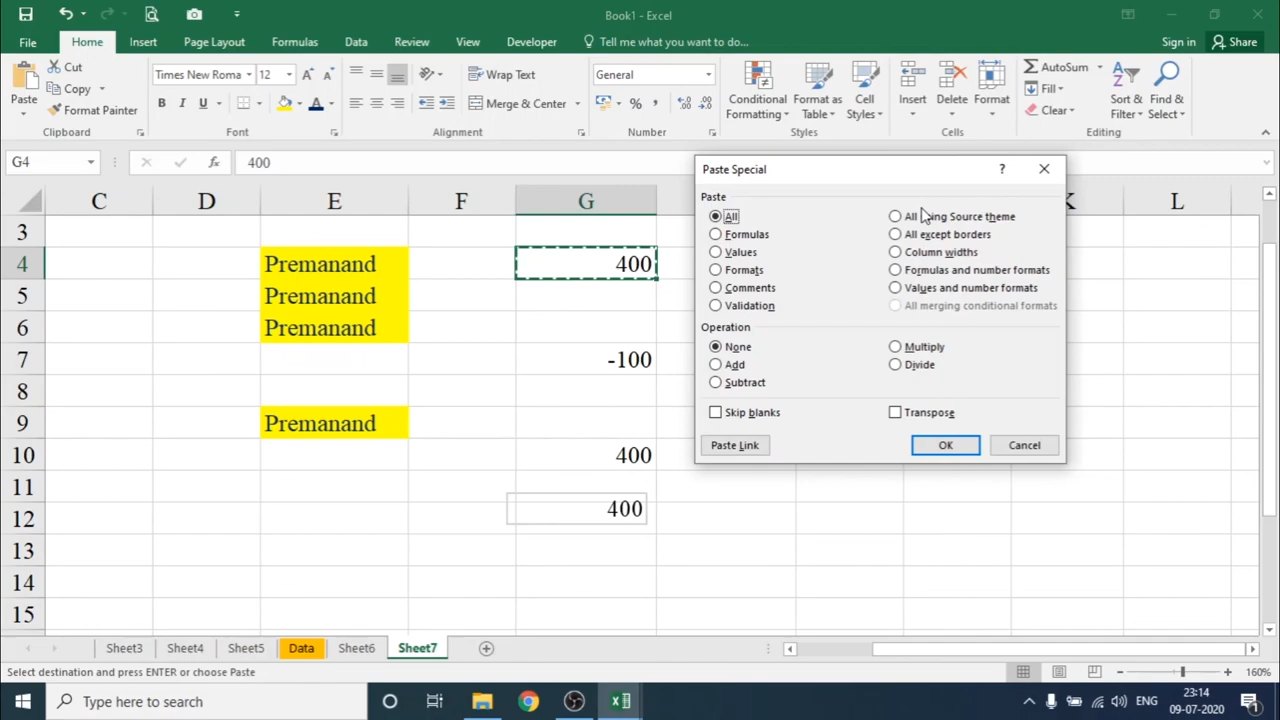 Book1 - Excel
File Home Insert Page Layout Formulas Data Review View Developer Tell me what you want to do... Sign in Share
Paste
Cut
Copy
Format Painter
Clipboard
Times New Roma 12
B I U
Font
Wrap Text
Merge & Center
Alignment
General
Number
Conditional Formatting
Format as Table
Cell Styles
Styles
Insert Delete Format
Cells
AutoSum
Fill
Clear
Sort & Filter
Find & Select
Editing
G4 fx 400
C D E F G K L
3
4 Premanand 400
5 Premanand
6 Premanand
7 -100
8
9 Premanand
10 400
11
12 400
13
14
15
Paste Special ?
Paste
All
Formulas
Values
Formats
Comments
Validation
All using Source theme
All except borders
Column widths
Formulas and number formats
Values and number formats
All merging conditional formats
Operation
None
Add
Subtract
Multiply
Divide
Skip blanks Transpose
Paste Link OK Cancel
Sheet3 Sheet4 Sheet5 Data Sheet6 Sheet7
Select destination and press ENTER or choose Paste 160%
Type here to search ENG 23:14
09-07-2020 1